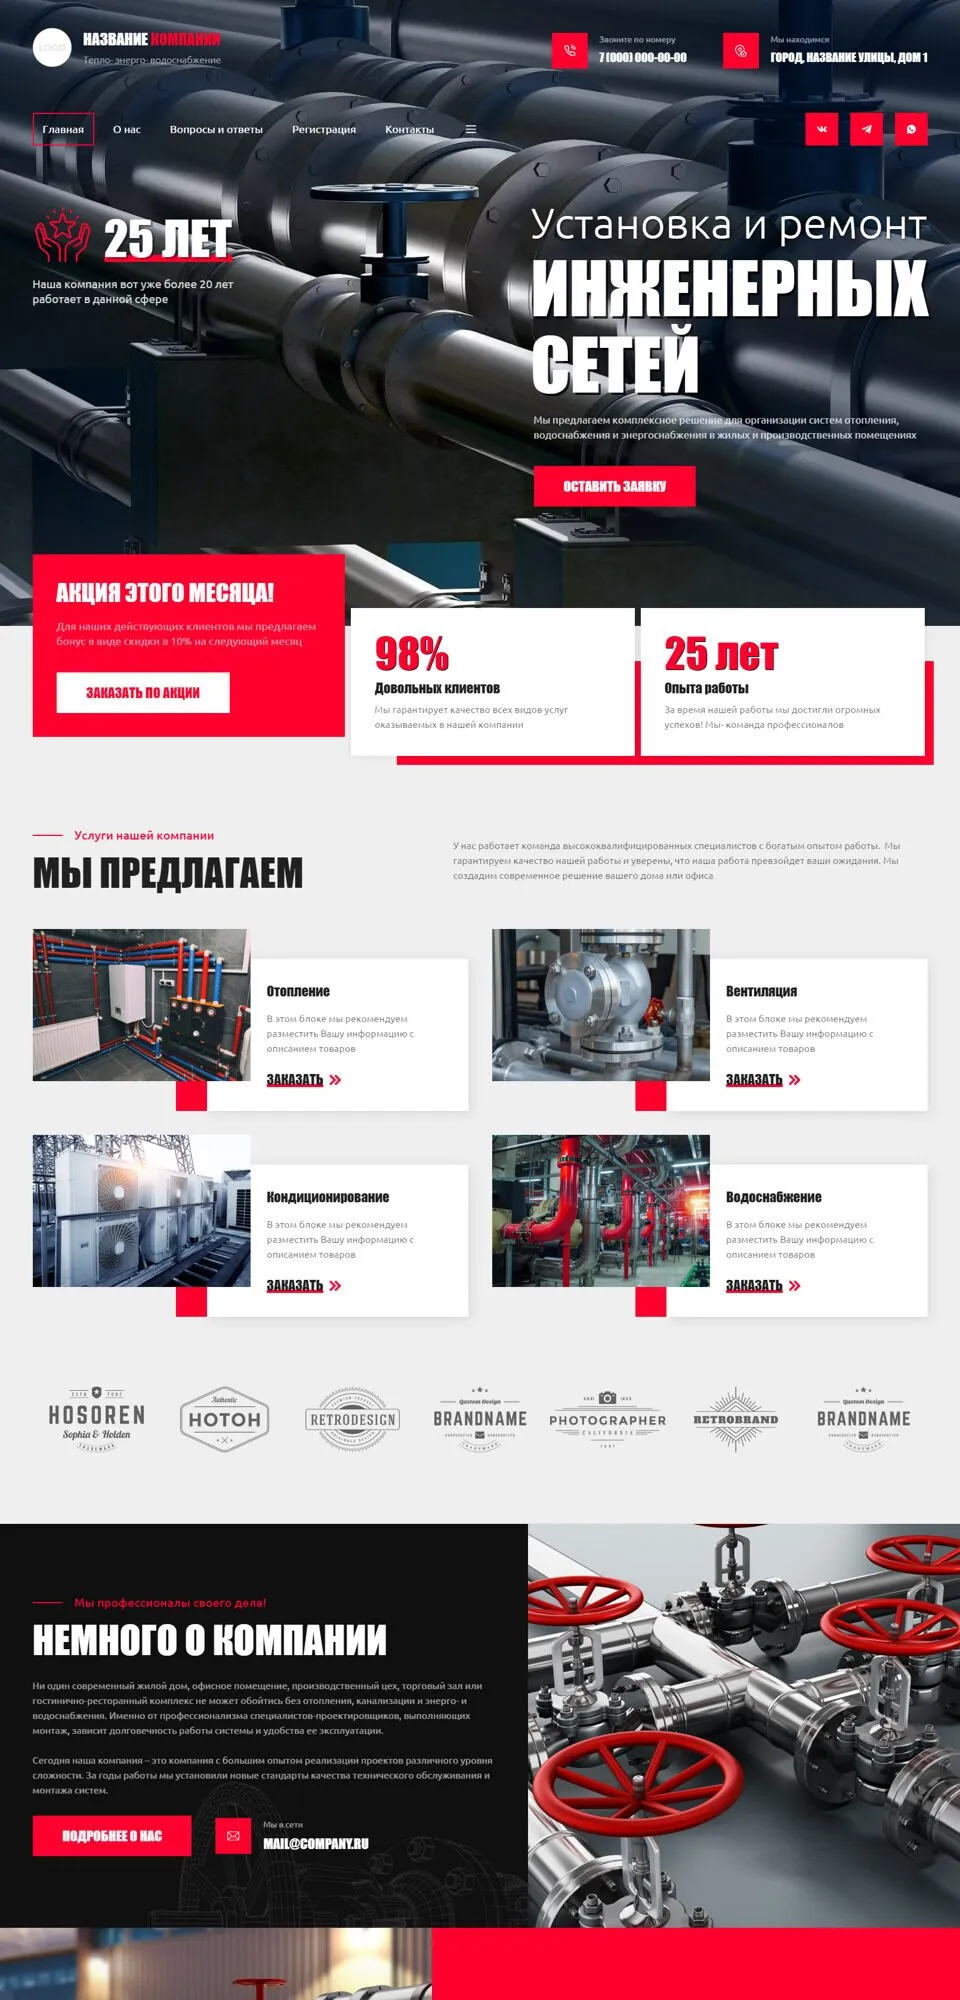 LOGO
НАЗВАНИЕ КОМПАНИИ
Тепло- энерго- водоснабжение
Звоните по номеру
7 (000) 000-00-00
Мы находимся
ГОРОД, НАЗВАНИЕ УЛИЦЫ, ДОМ 1
Главная
О нас
Вопросы и ответы
Регистрация
Контакты
25 ЛЕТ
Наша компания вот уже более 20 лет
работает в данной сфере
Установка и ремонт
ИНЖЕНЕРНЫХ
СЕТЕЙ
Мы предлагаем комплексное решение для организации систем отопления,
водоснабжения и энергоснабжения в жилых и производственных помещениях
ОСТАВИТЬ ЗАЯВКУ
АКЦИЯ ЭТОГО МЕСЯЦА!
Для наших действующих клиентов мы предлагаем
бонус в виде скидки в 10% на следующий месяц
ЗАКАЗАТЬ ПО АКЦИИ
98%
Довольных клиентов
Мы гарантирует качество всех видов услуг
оказываемых в нашей компании
25 лет
Опыта работы
За время нашей работы мы достигли огромных
успехов! Мы- команда профессионалов
Услуги нашей компании
МЫ ПРЕДЛАГАЕМ
У нас работает команда высококвалифицированных специалистов с богатым опытом работы. Мы
гарантируем качество нашей работы и уверены, что наша работа превзойдет ваши ожидания. Мы
создадим современное решение вашего дома или офиса
Отопление
В этом блоке мы рекомендуем
разместить Вашу информацию с
описанием товаров
ЗАКАЗАТЬ
Вентиляция
В этом блоке мы рекомендуем
разместить Вашу информацию с
описанием товаров
ЗАКАЗАТЬ
Кондиционирование
В этом блоке мы рекомендуем
разместить Вашу информацию с
описанием товаров
ЗАКАЗАТЬ
Водоснабжение
В этом блоке мы рекомендуем
разместить Вашу информацию с
описанием товаров
ЗАКАЗАТЬ
HOSOREN
Sophia & Holden
TRADEMARK
Authentic
HOTOH
RETRODESIGN
Qustom Design
BRANDNAME
TRADEMARK
PHOTOGRAPHER
CALIFORNIA
RETROBRAND
Qustom Design
BRANDNAME
TRADEMARK
Мы профессионалы своего дела!
НЕМНОГО О КОМПАНИИ
Ни один современный жилой дом, офисное помещение, производственный цех, торговый зал или
гостинично-ресторанный комплекс не может обойтись без отопления, канализации и энерго- и
водоснабжения. Именно от профессионализма специалистов-проектировщиков, выполняющих
монтаж, зависит долговечность работы системы и удобства ее эксплуатации.
Сегодня наша компания – это компания с большим опытом реализации проектов различного уровня
сложности. За годы работы мы установили новые стандарты качества технического обслуживания и
монтажа систем.
ПОДРОБНЕЕ О НАС
Мы в сети
MAIL@COMPANY.RU